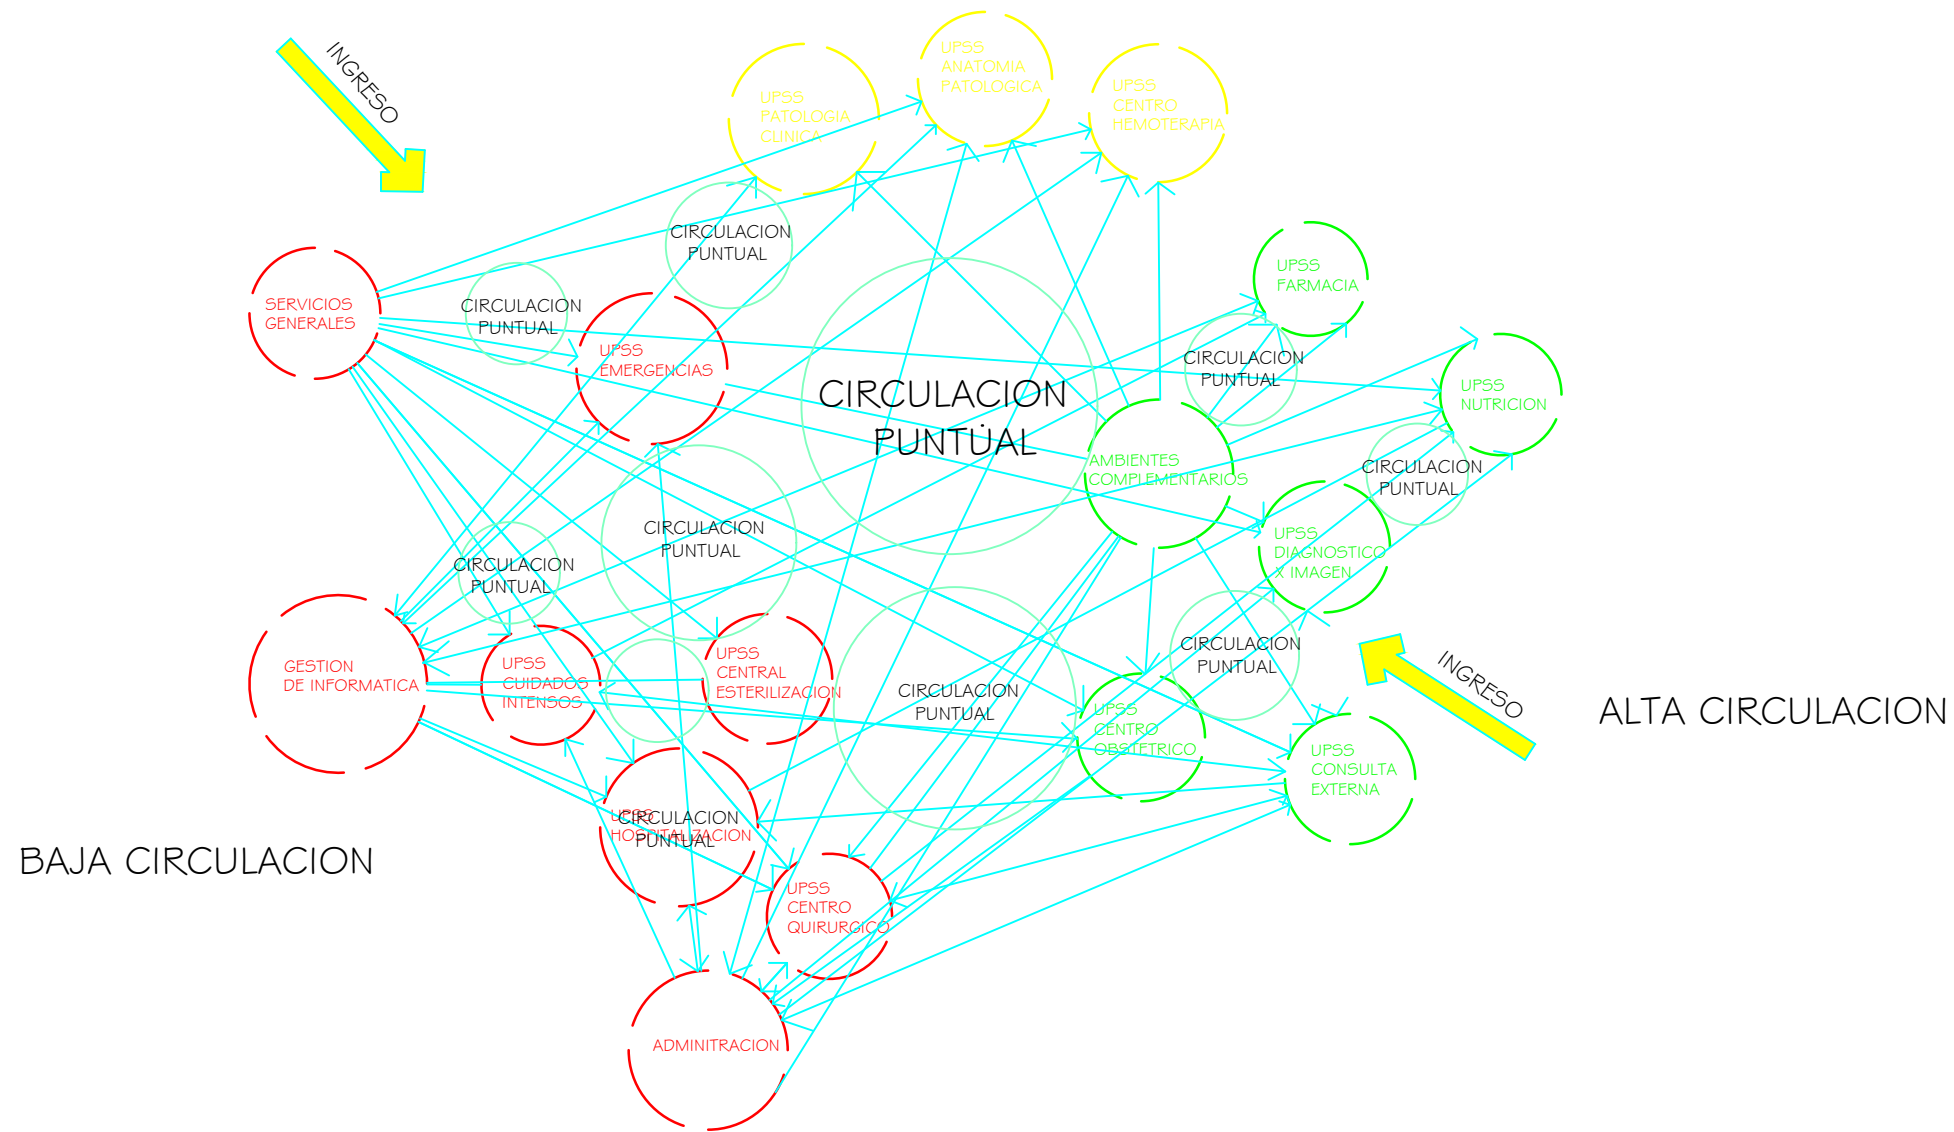 INGRESO
UPSS
PATOLOGIA
CLINICA
UPSS
ANATOMIA
PATOLOGICA
UPSS
CENTRO
HEMOTERAPIA
CIRCULACION
PUNTUAL
SERVICIOS
GENERALES
CIRCULACION
PUNTUAL
UPSS
EMERGENCIAS
UPSS
FARMACIA
CIRCULACION
PUNTUAL
CIRCULACION
PUNTUAL
UPSS
NUTRICION
AMBIENTES
COMPLEMENTARIOS
CIRCULACION
PUNTUAL
CIRCULACION
PUNTUAL
UPSS
DIAGNOSTICO
X IMAGEN
CIRCULACION
PUNTUAL
GESTION
DE INFORMATICA
UPSS
CUIDADOS
INTENSOS
UPSS
CENTRAL
ESTERILIZACION
CIRCULACION
PUNTUAL
CIRCULACION
PUNTUAL
INGRESO
ALTA CIRCULACION
UPSS
CENTRO
OBSTETRICO
UPSS
CONSULTA
EXTERNA
BAJA CIRCULACION
UPSS
HOSPITALIZACION
CIRCULACION
PUNTUAL
UPSS
CENTRO
QUIRURGICO
ADMINITRACION